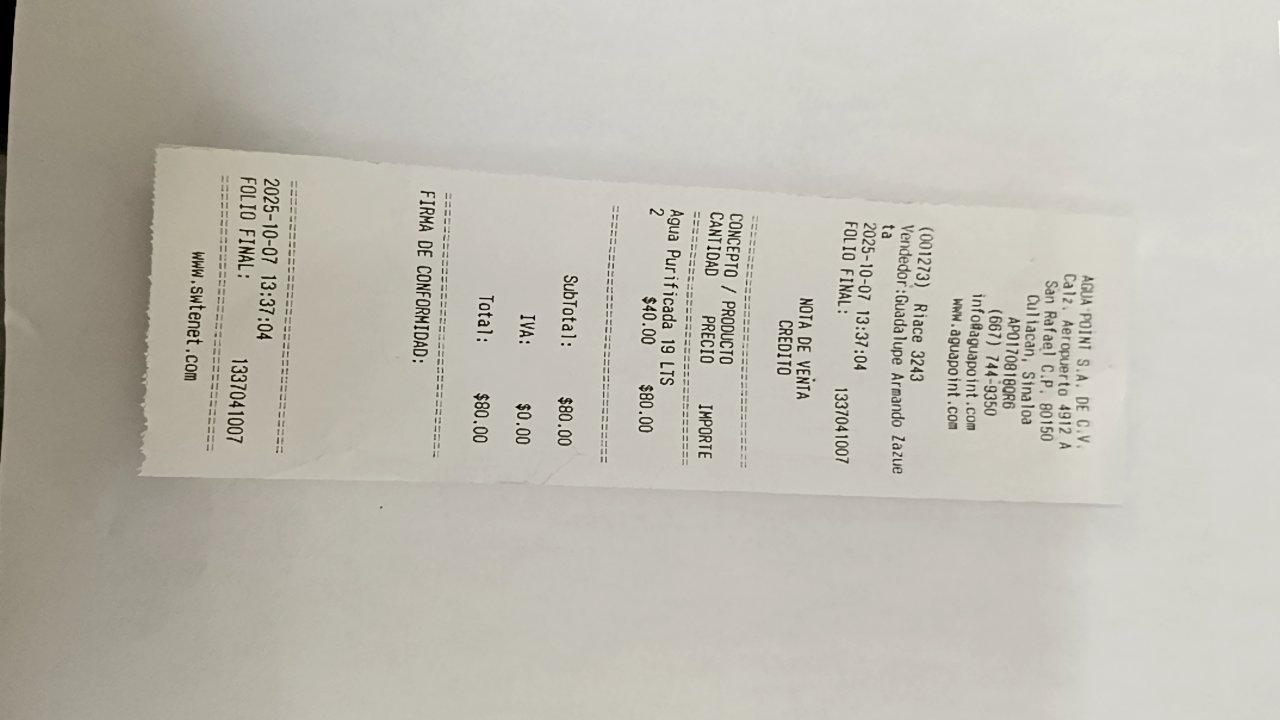 AGUA POINT S.A. DE C.V.
Calz. Aeropuerto 4912 A
San Rafael C.P. 80150
Culiacan, Sinaloa
APO170818QR6
(667) 744-9350
info@aguapoint.com
www.aguapoint.com
(001273) Riace 3243
Vendedor:Guadalupe Armando Zazue
ta
2025-10-07 13:37:04
FOLIO FINAL: 1337041007
NOTA DE VENTA
CREDITO
================================
CONCEPTO / PRODUCTO
CANTIDAD PRECIO IMPORTE
================================
Agua Purificada 19 LTS
2 $40.00 $80.00
================================
SubTotal: $80.00
IVA: $0.00
Total: $80.00
================================
FIRMA DE CONFORMIDAD:
================================
2025-10-07 13:37:04
FOLIO FINAL: 1337041007
================================
www.swtenet.com